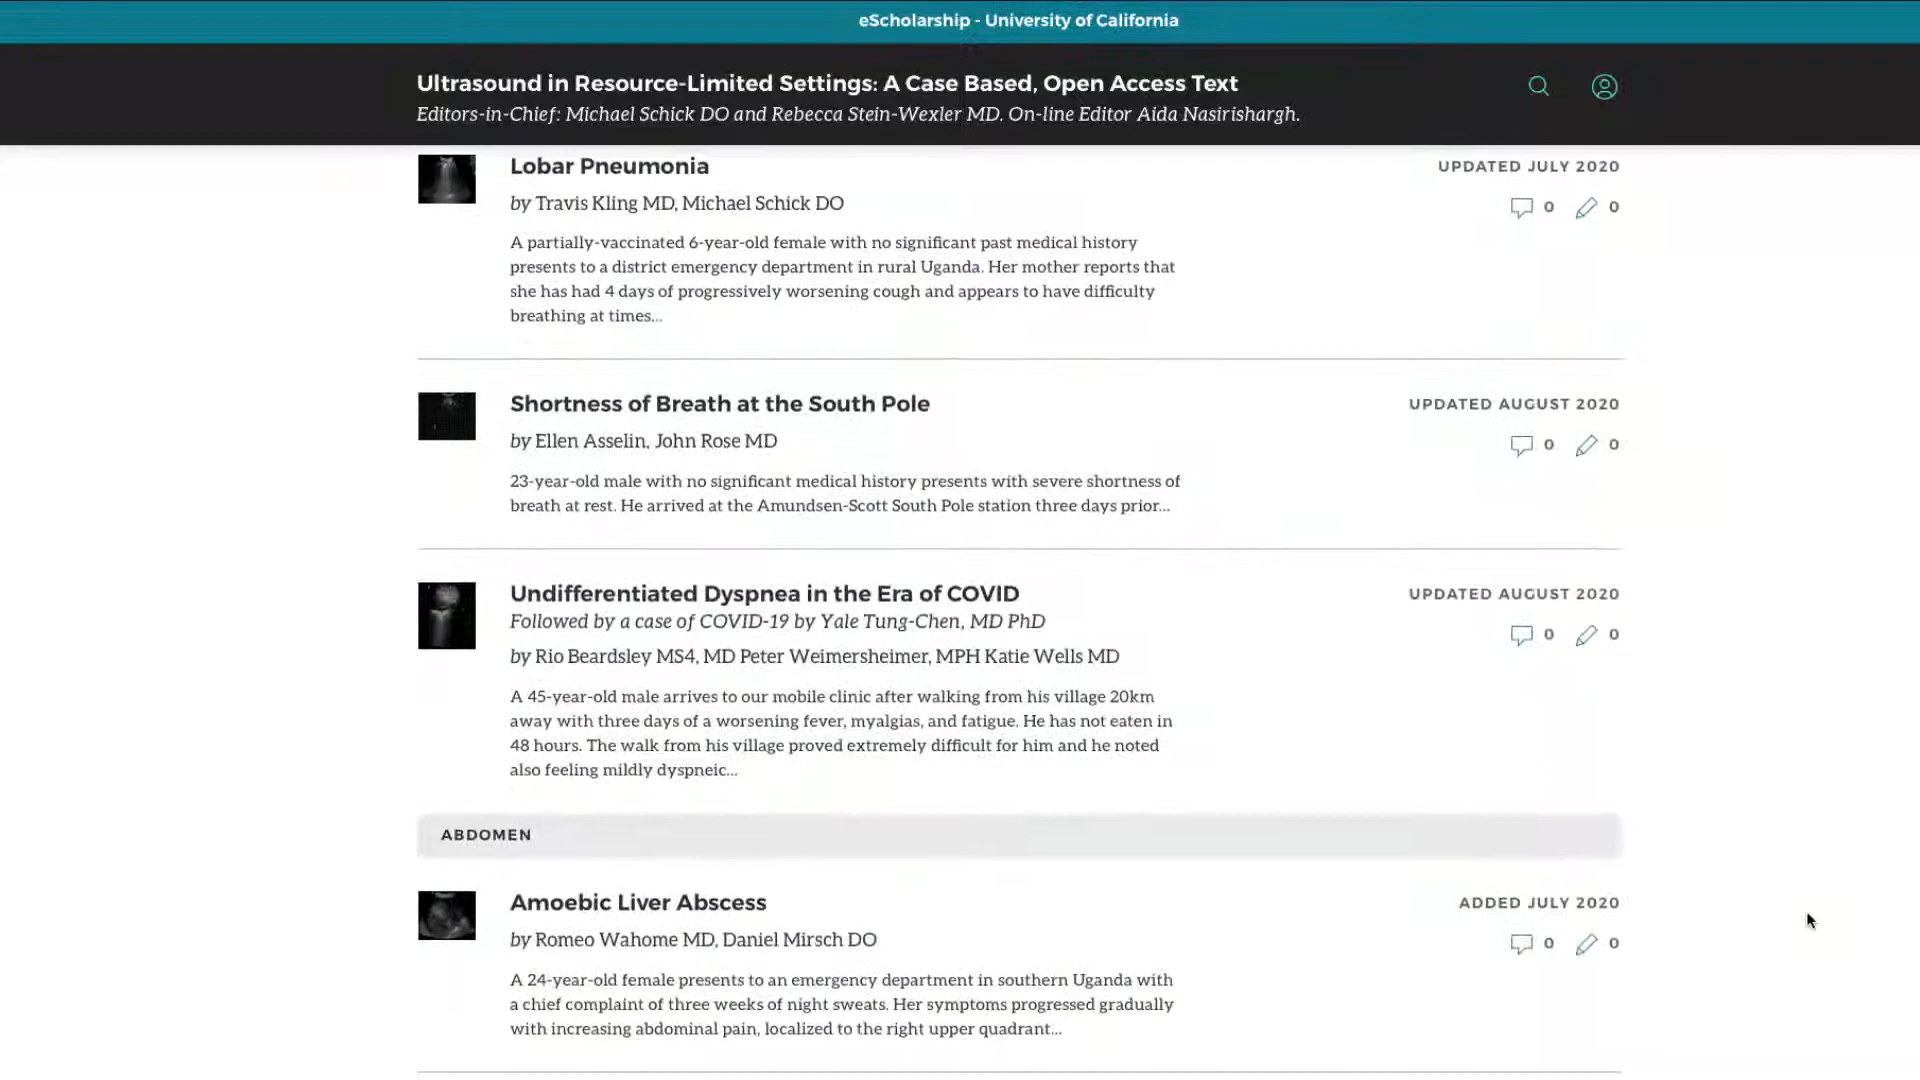 eScholarship - University of California
Ultrasound in Resource-Limited Settings: A Case Based, Open Access Text
Editors-in-Chief: Michael Schick DO and Rebecca Stein-Wexler MD. On-line Editor Aida Nasirishargh.
Lobar Pneumonia
UPDATED JULY 2020
by Travis Kling MD, Michael Schick DO
0 0
A partially-vaccinated 6-year-old female with no significant past medical history
presents to a district emergency department in rural Uganda. Her mother reports that
she has had 4 days of progressively worsening cough and appears to have difficulty
breathing at times...
Shortness of Breath at the South Pole
UPDATED AUGUST 2020
by Ellen Asselin, John Rose MD
0 0
23-year-old male with no significant medical history presents with severe shortness of
breath at rest. He arrived at the Amundsen-Scott South Pole station three days prior...
Undifferentiated Dyspnea in the Era of COVID
UPDATED AUGUST 2020
Followed by a case of COVID-19 by Yale Tung-Chen, MD PhD
0 0
by Rio Beardsley MS4, MD Peter Weimersheimer, MPH Katie Wells MD
A 45-year-old male arrives to our mobile clinic after walking from his village 20km
away with three days of a worsening fever, myalgias, and fatigue. He has not eaten in
48 hours. The walk from his village proved extremely difficult for him and he noted
also feeling mildly dyspneic...
ABDOMEN
Amoebic Liver Abscess
ADDED JULY 2020
by Romeo Wahome MD, Daniel Mirsch DO
0 0
A 24-year-old female presents to an emergency department in southern Uganda with
a chief complaint of three weeks of night sweats. Her symptoms progressed gradually
with increasing abdominal pain, localized to the right upper quadrant...